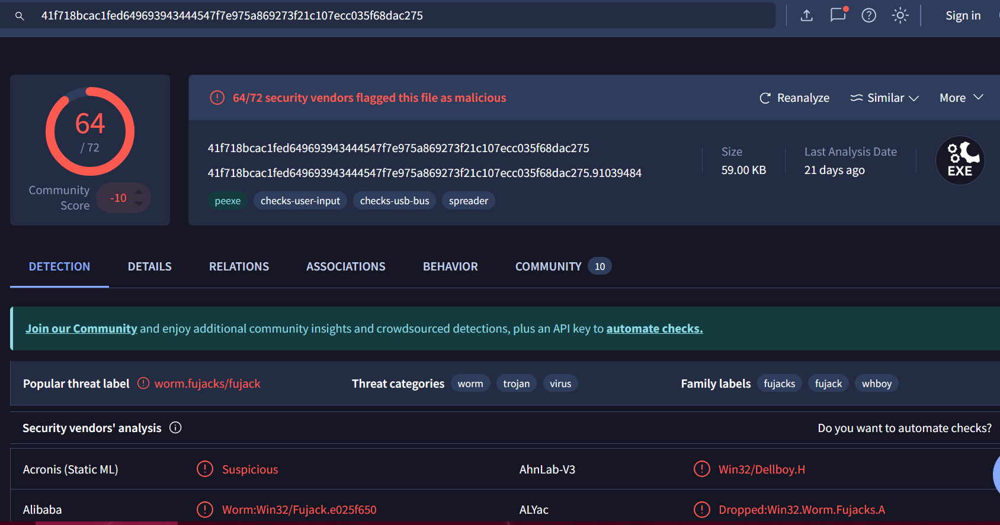 41f718bcac1fed649693943444547f7e975a869273f21c107ecc035f68dac275
Sign in
64
/ 72
Community
Score
-10
64/72 security vendors flagged this file as malicious
Reanalyze
Similar
More
41f718bcac1fed649693943444547f7e975a869273f21c107ecc035f68dac275
41f718bcac1fed649693943444547f7e975a869273f21c107ecc035f68dac275.91039484
peexe
checks-user-input
checks-usb-bus
spreader
Size
59.00 KB
Last Analysis Date
21 days ago
EXE
DETECTION
DETAILS
RELATIONS
ASSOCIATIONS
BEHAVIOR
COMMUNITY
10
Join our Community and enjoy additional community insights and crowdsourced detections, plus an API key to automate checks.
Popular threat label
worm.fujacks/fujack
Threat categories
worm
trojan
virus
Family labels
fujacks
fujack
whboy
Security vendors' analysis
Do you want to automate checks?
Acronis (Static ML)
Suspicious
AhnLab-V3
Win32/Dellboy.H
Alibaba
Worm:Win32/Fujack.e025f650
ALYac
Dropped:Win32.Worm.Fujacks.A